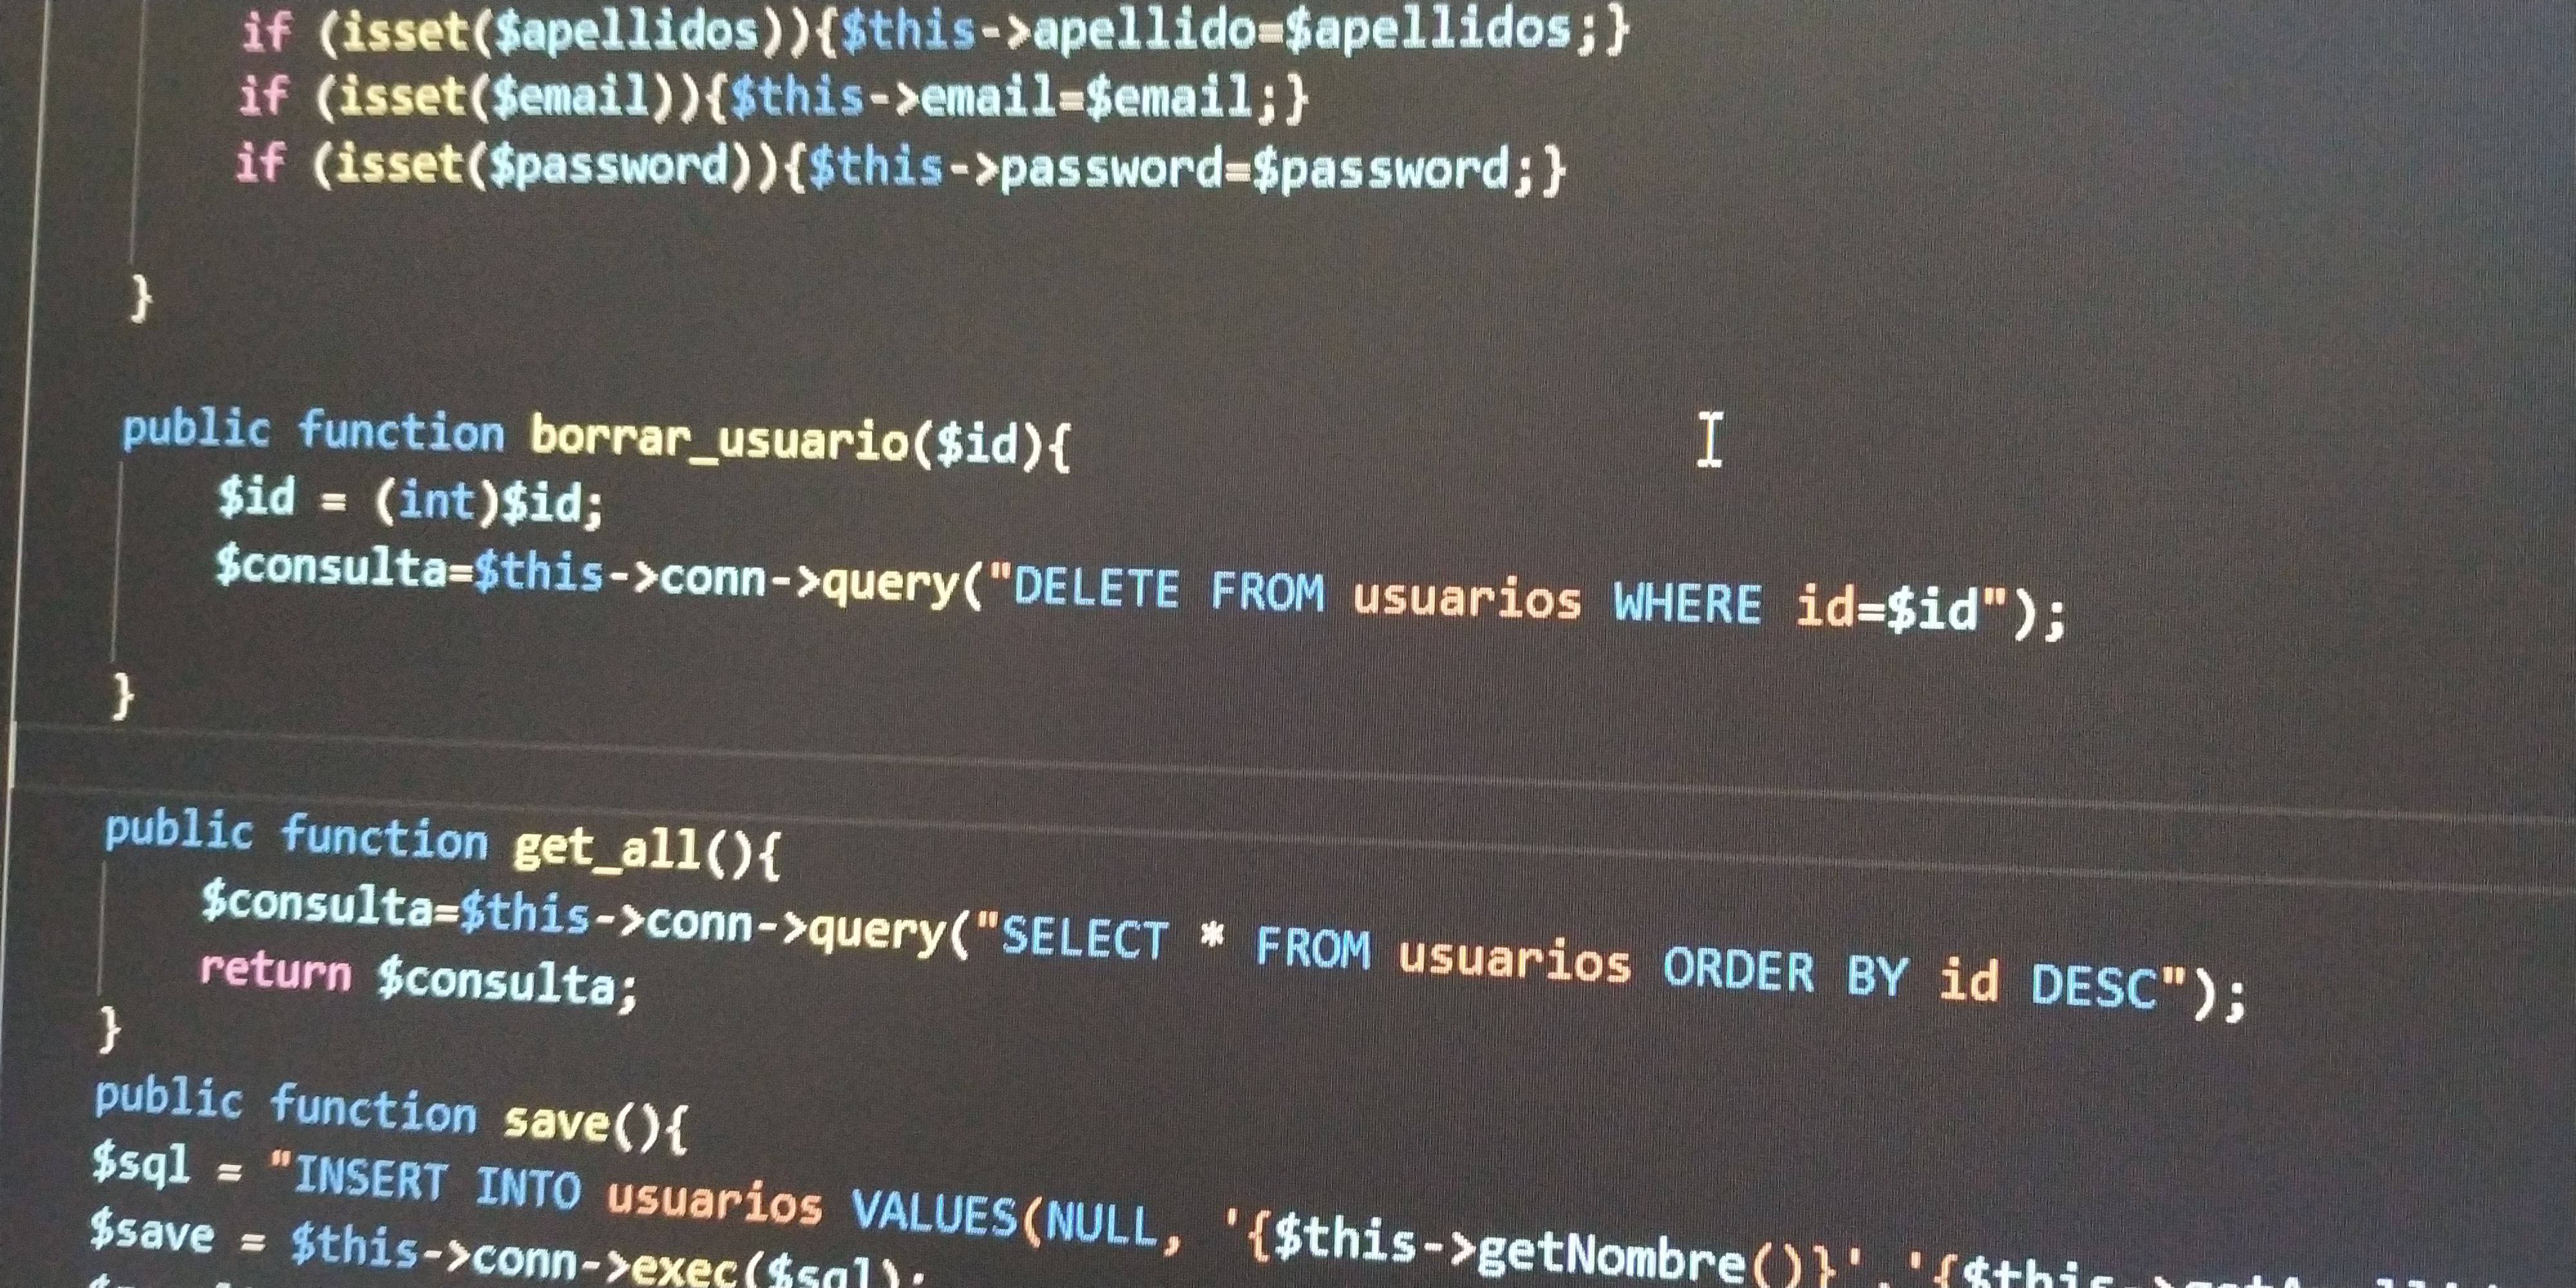 if (isset($apellidos)){$this->apellido=$apellidos;}
if (isset($email)){$this->email=$email;}
if (isset($password)){$this->password=$password;}
}
public function borrar_usuario($id){
$id = (int)$id;
$consulta=$this->conn->query("DELETE FROM usuarios WHERE id=$id");
}
public function get_all(){
$consulta=$this->conn->query("SELECT * FROM usuarios ORDER BY id DESC");
return $consulta;
}
public function save(){
$sql = "INSERT INTO usuarios VALUES(NULL, '{$this->getNombre()}','{$this->
$save = $this->conn->exec($sql);